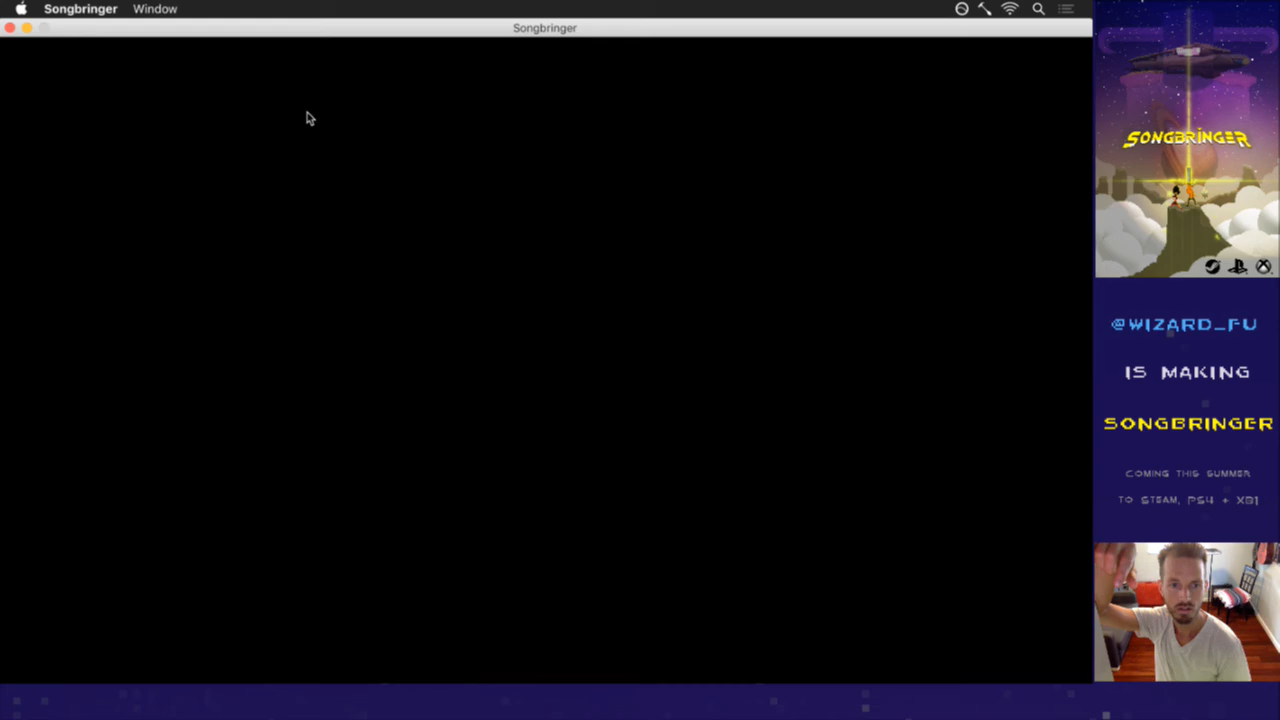 Songbringer Window
Songbringer
SONGBRINGER
@WIZARD_FU
IS MAKING
SONGBRINGER
COMING THIS SUMMER
TO STEAM, PS4 + XB1